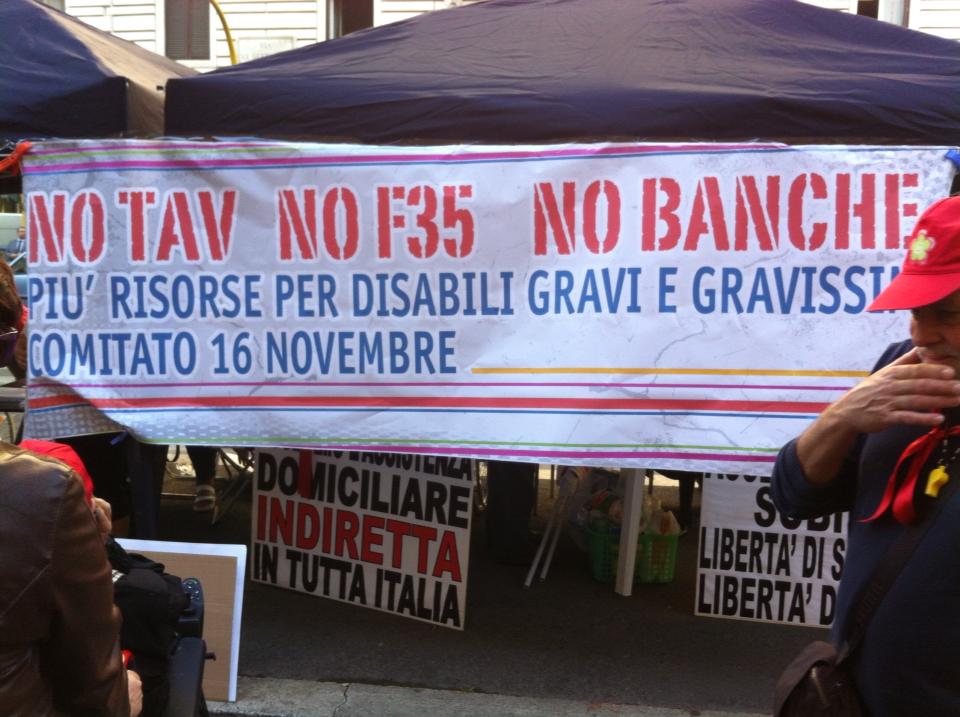 NO TAV NO F35 NO BANCHE
PIU' RISORSE PER DISABILI GRAVI E
COMITATO 16 NOVEMBRE
DOMICILIARE
INDIRETTA
IN TUTTA ITALIA
LIBERTA' DI
LIBERTA'